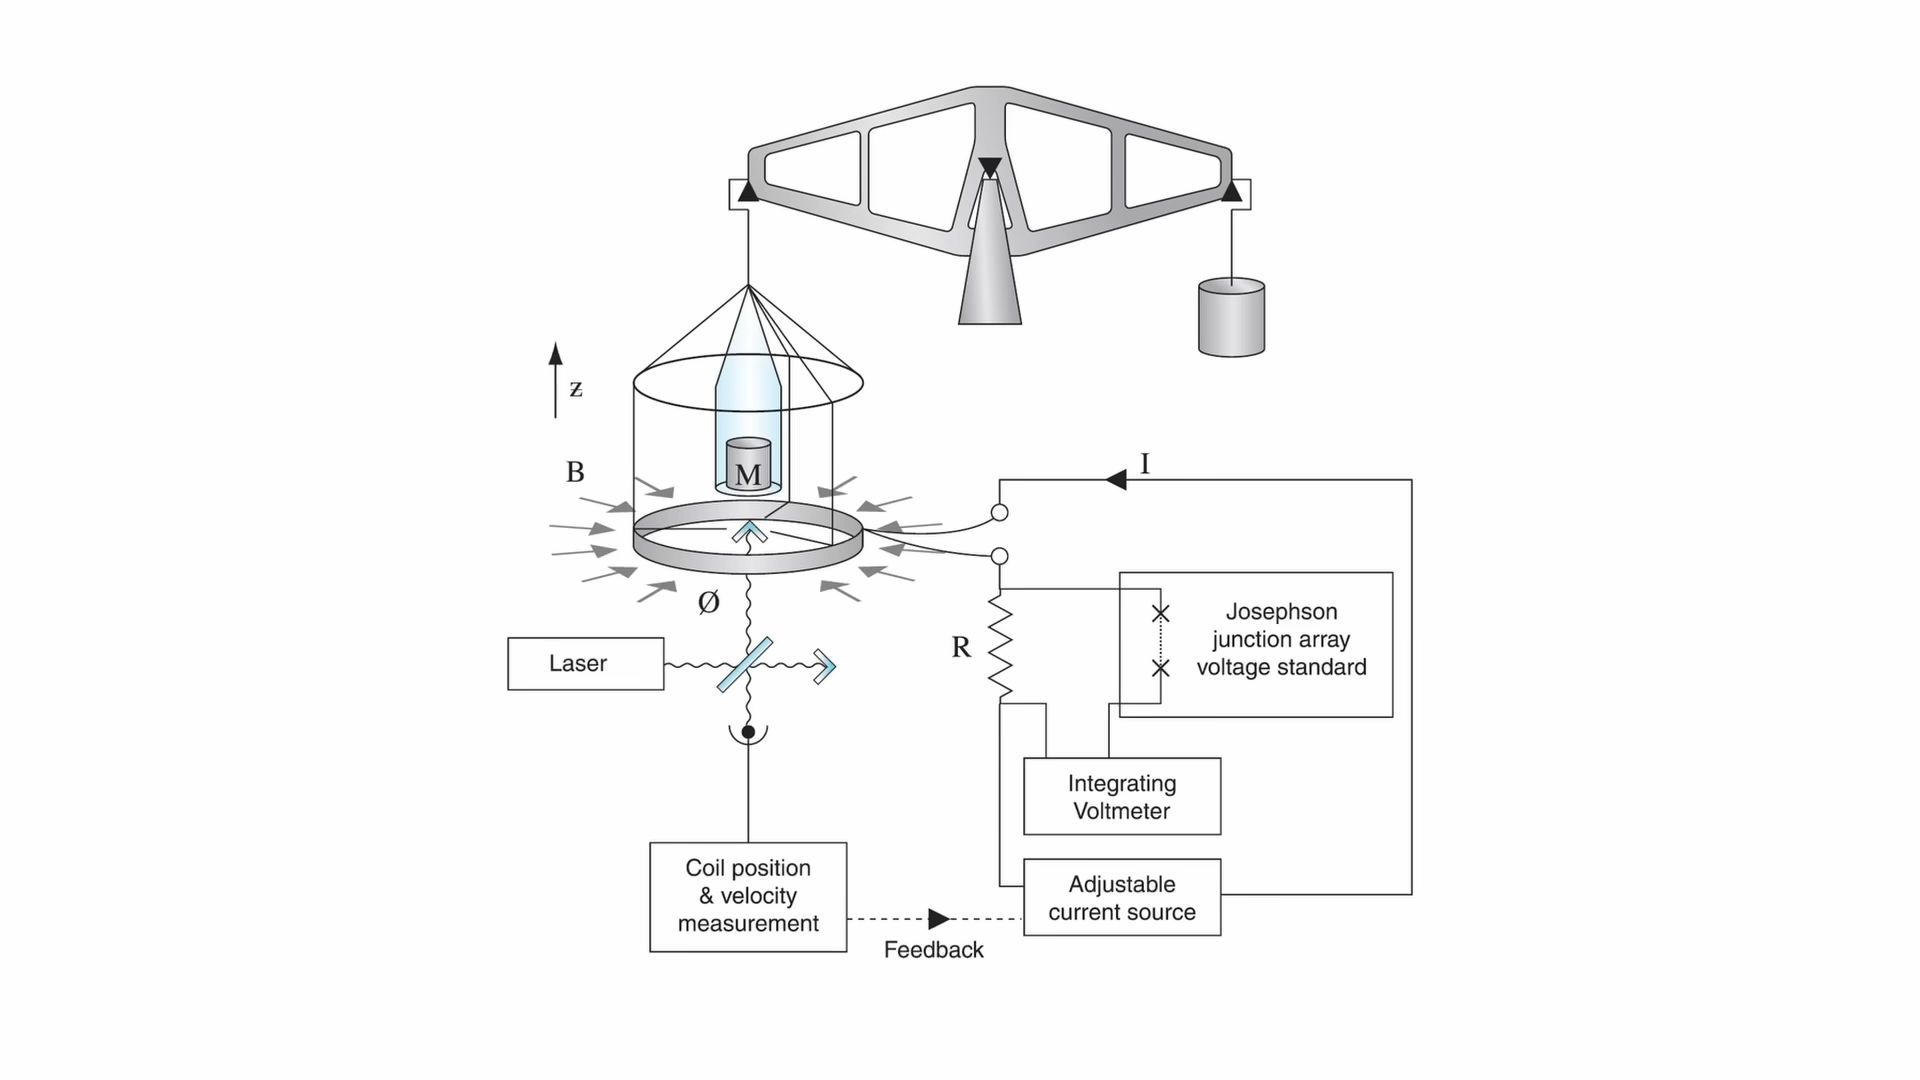 z
M
B
I
Ø
Laser
R
Josephson
junction array
voltage standard
Integrating
Voltmeter
Coil position
& velocity
measurement
Adjustable
current source
Feedback